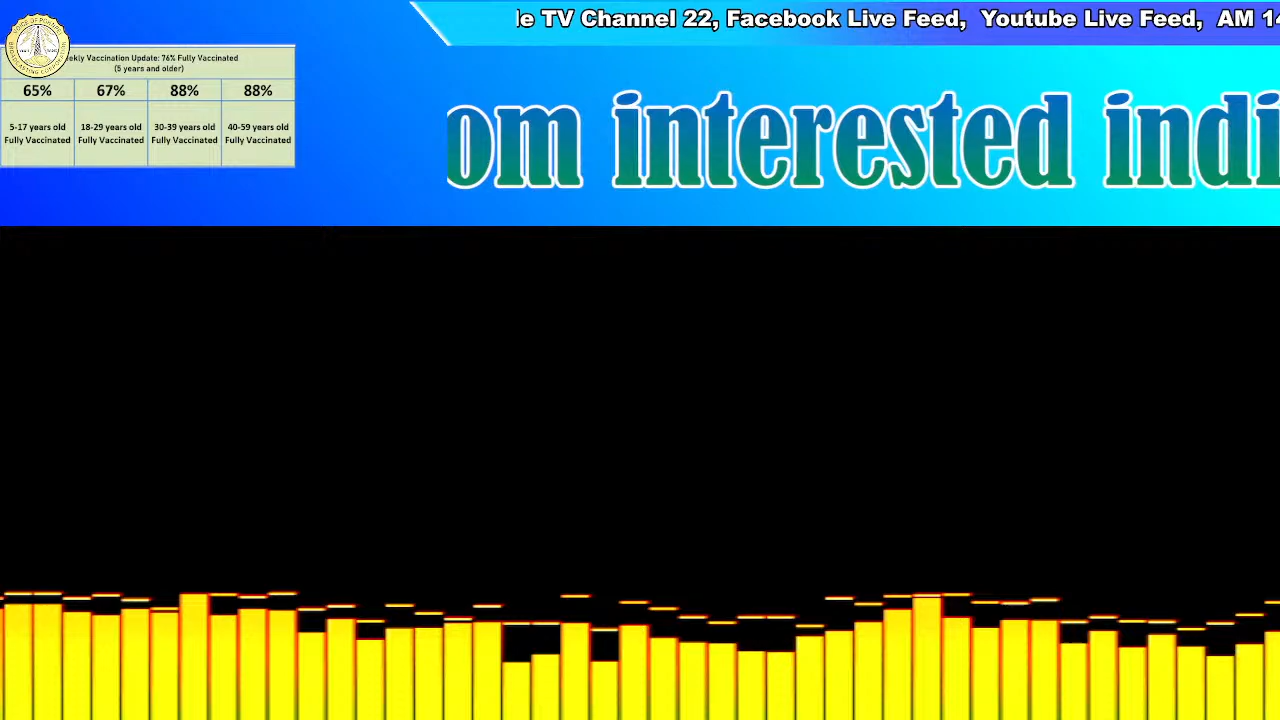 le TV Channel 22, Facebook Live Feed, Youtube Live Feed, AM 14
ekly Vaccination Update: 76% Fully Vaccinated
(5 years and older)
65% 67% 88% 88%
5-17 years old 18-29 years old 30-39 years old 40-59 years old
Fully Vaccinated Fully Vaccinated Fully Vaccinated Fully Vaccinated
om interested indi